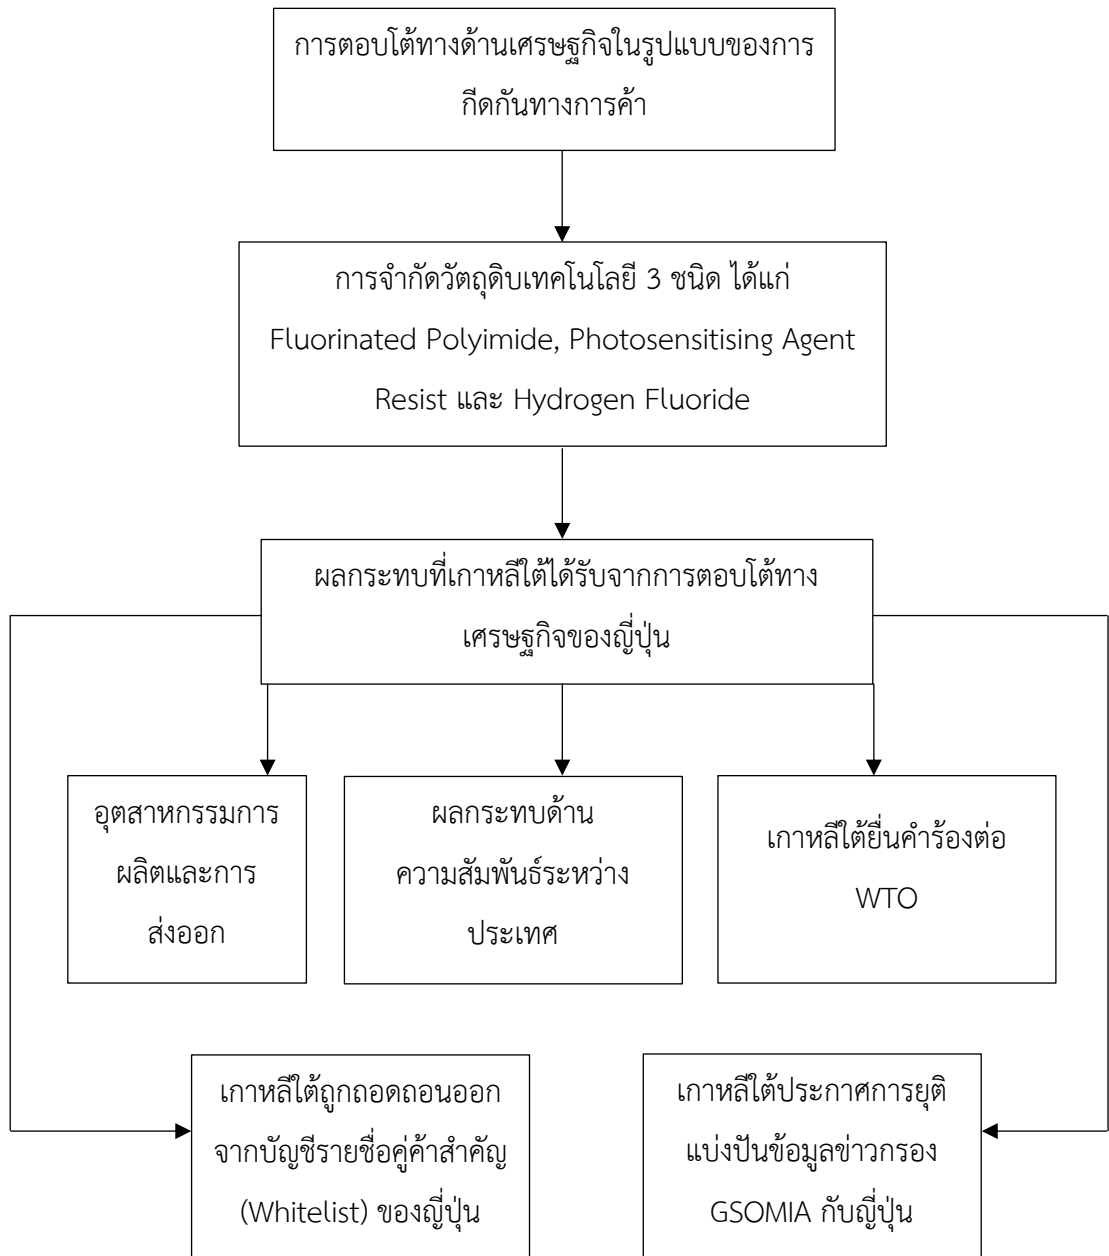 การตอบโต้ทางด้านเศรษฐกิจในรูปแบบของการ
กีดกันทางการค้า
การจำกัดวัตถุดิบเทคโนโลยี 3 ชนิด ได้แก่
Fluorinated Polyimide, Photosensitising Agent
Resist และ Hydrogen Fluoride
ผลกระทบที่เกาหลีใต้ได้รับจากการตอบโต้ทาง
เศรษฐกิจของญี่ปุ่น
อุตสาหกรรมการ
ผลิตและการ
ส่งออก
ผลกระทบด้าน
ความสัมพันธ์ระหว่าง
ประเทศ
เกาหลีใต้ยื่นคำร้องต่อ
WTO
เกาหลีใต้ถูกถอดถอนออก
จากบัญชีรายชื่อคู่ค้าสำคัญ
(Whitelist) ของญี่ปุ่น
เกาหลีใต้ประกาศการยุติ
แบ่งปันข้อมูลข่าวกรอง
GSOMIA กับญี่ปุ่น